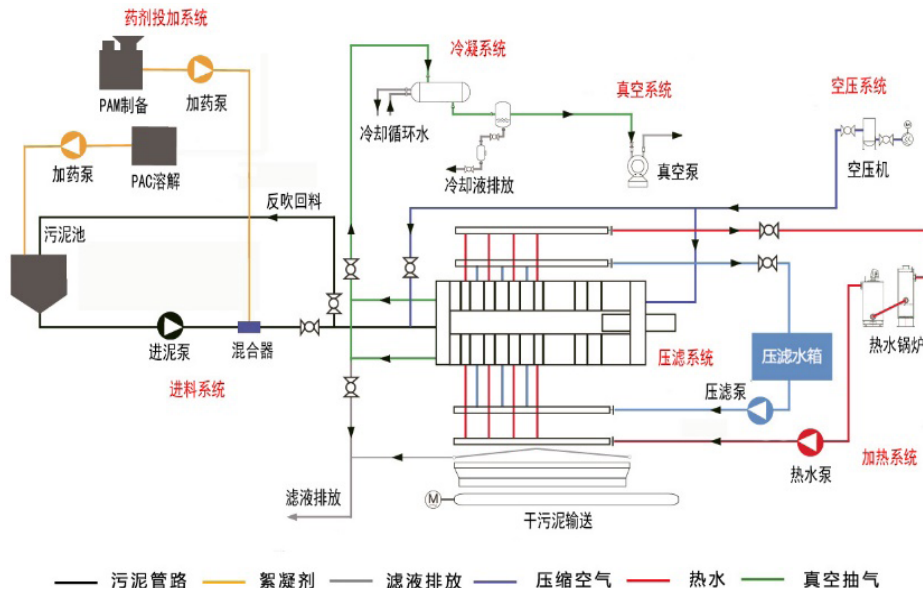 药剂投加系统
PAM制备
加药泵
加药泵
PAC溶解
冷凝系统
冷却循环水
真空系统
冷却液排放
真空泵
空压系统
M
空压机
反吹回料
污泥池
进泥泵
混合器
进料系统
压滤系统
压滤水箱
压滤泵
热水锅炉
热水泵
加热系统
滤液排放
M
干污泥输送
污泥管路
絮凝剂
滤液排放
压缩空气
热水
真空抽气